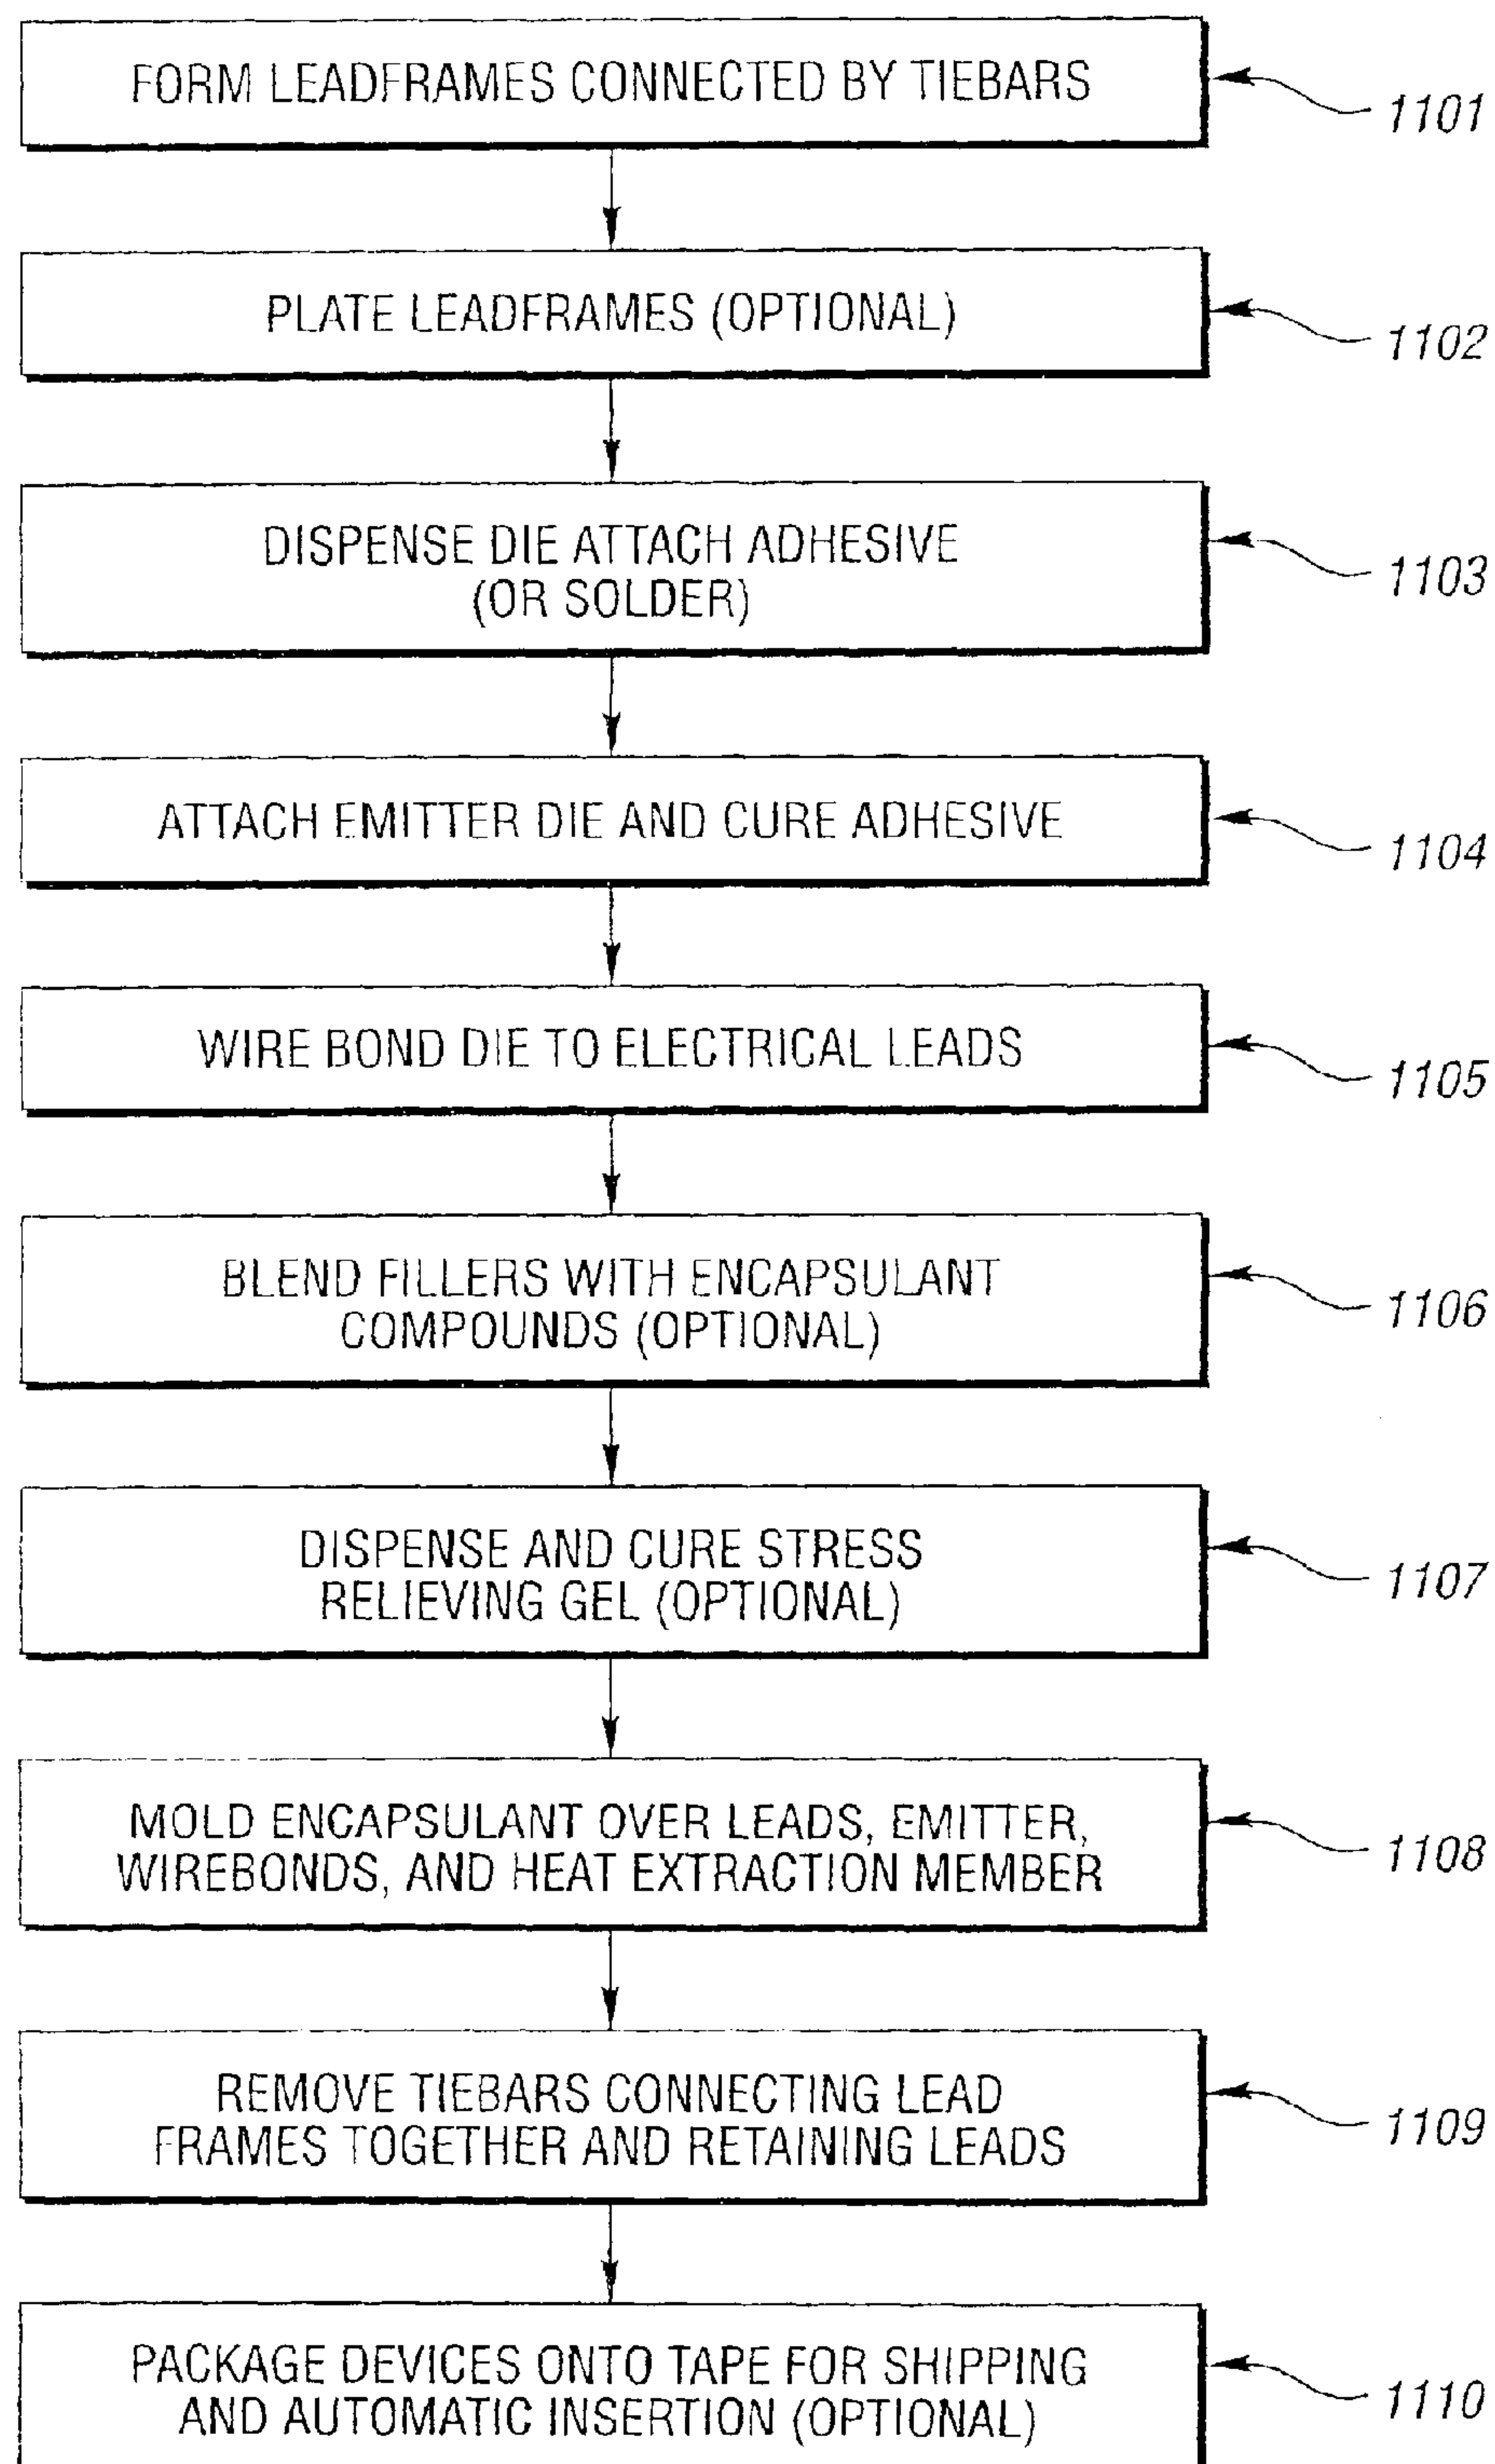 FORM LEADFRAMES CONNECTED BY TIEBARS
1101
PLATE LEADFRAMES (OPTIONAL)
1102
DISPENSE DIE ATTACH ADHESIVE
(OR SOLDER)
1103
ATTACH EMITTER DIE AND CURE ADHESIVE
1104
WIRE BOND DIE TO ELECTRICAL LEADS
1105
BLEND FILLERS WITH ENCAPSULANT
COMPOUNDS (OPTIONAL)
1106
DISPENSE AND CURE STRESS
RELIEVING GEL (OPTIONAL)
1107
MOLD ENCAPSULANT OVER LEADS, EMITTER,
WIREBONDS, AND HEAT EXTRACTION MEMBER
1108
REMOVE TIEBARS CONNECTING LEAD
FRAMES TOGETHER AND RETAINING LEADS
1109
PACKAGE DEVICES ONTO TAPE FOR SHIPPING
AND AUTOMATIC INSERTION (OPTIONAL)
1110